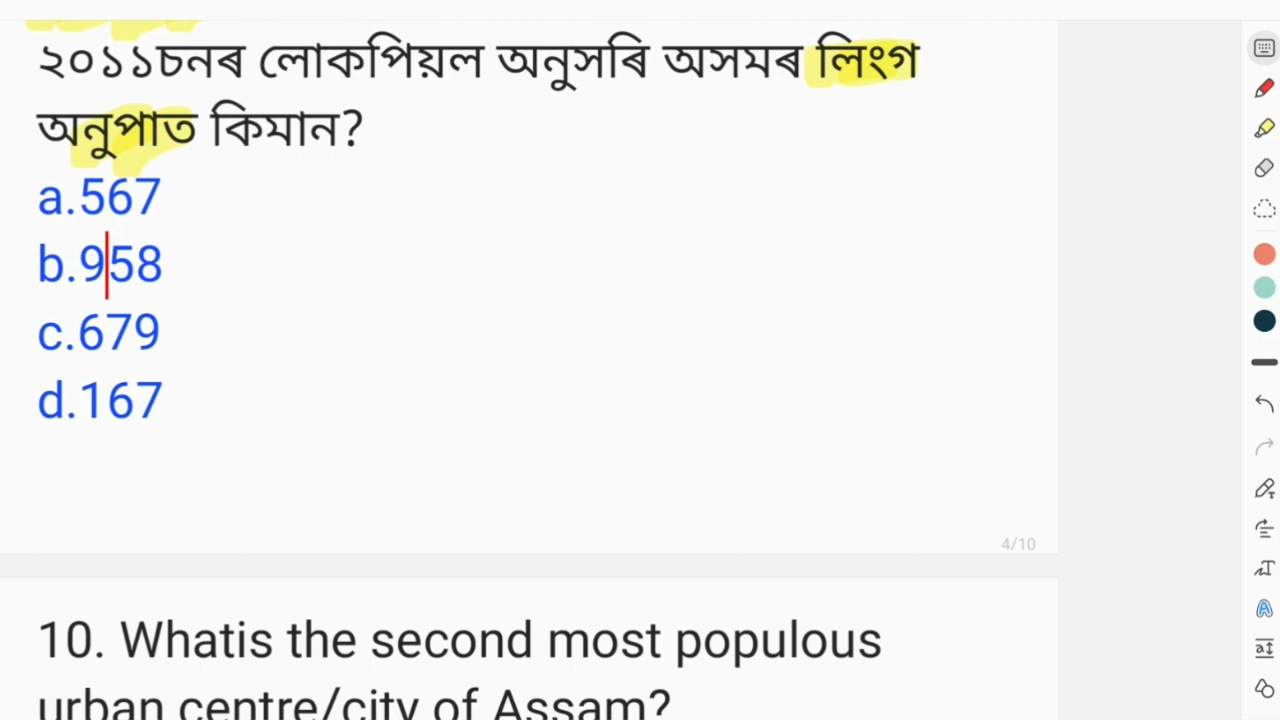 ২০১১চনৰ লোকপিয়ল অনুসৰি অসমৰ লিংগ
অনুপাত কিমান?
a.567
b.958
c.679
d.167
4/10
10. Whatis the second most populous
urban centre/city of Assam?